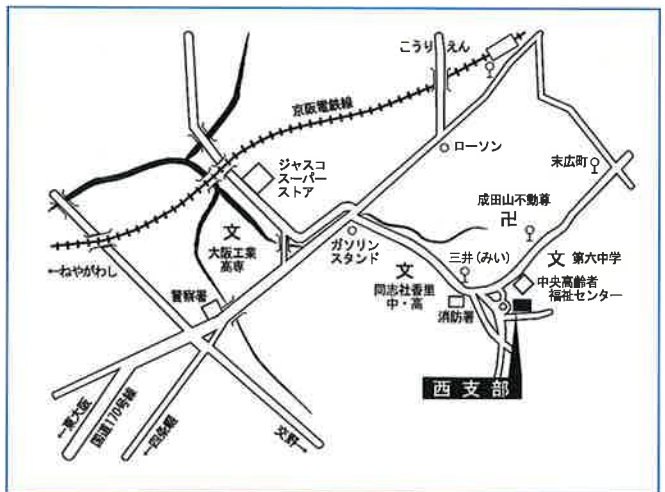 こうりえん
京阪電鉄線
ローソン
ジャスコ
スーパー
ストア
末広町
成田山不動尊
文
大阪工業
高専
ガソリン
スタンド
三井(みい)
文 第六中学
←ねやがわし
文
同志社香里
中・高
中央高齢者
福祉センター
警察署
消防署
西支部
←東大阪
国道170号線
←四条畷
交野→